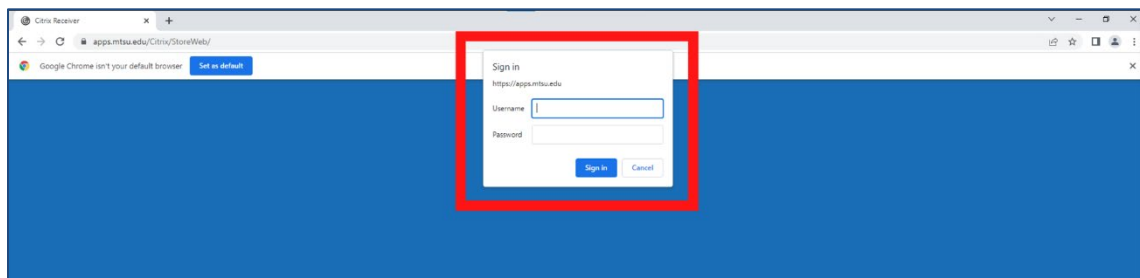 Citrix Receiver
apps.mtsu.edu/Citrix/StoreWeb/
Google Chrome isn't your default browser Set as default
Sign in
https://apps.mtsu.edu
Username
Password
Sign in Cancel